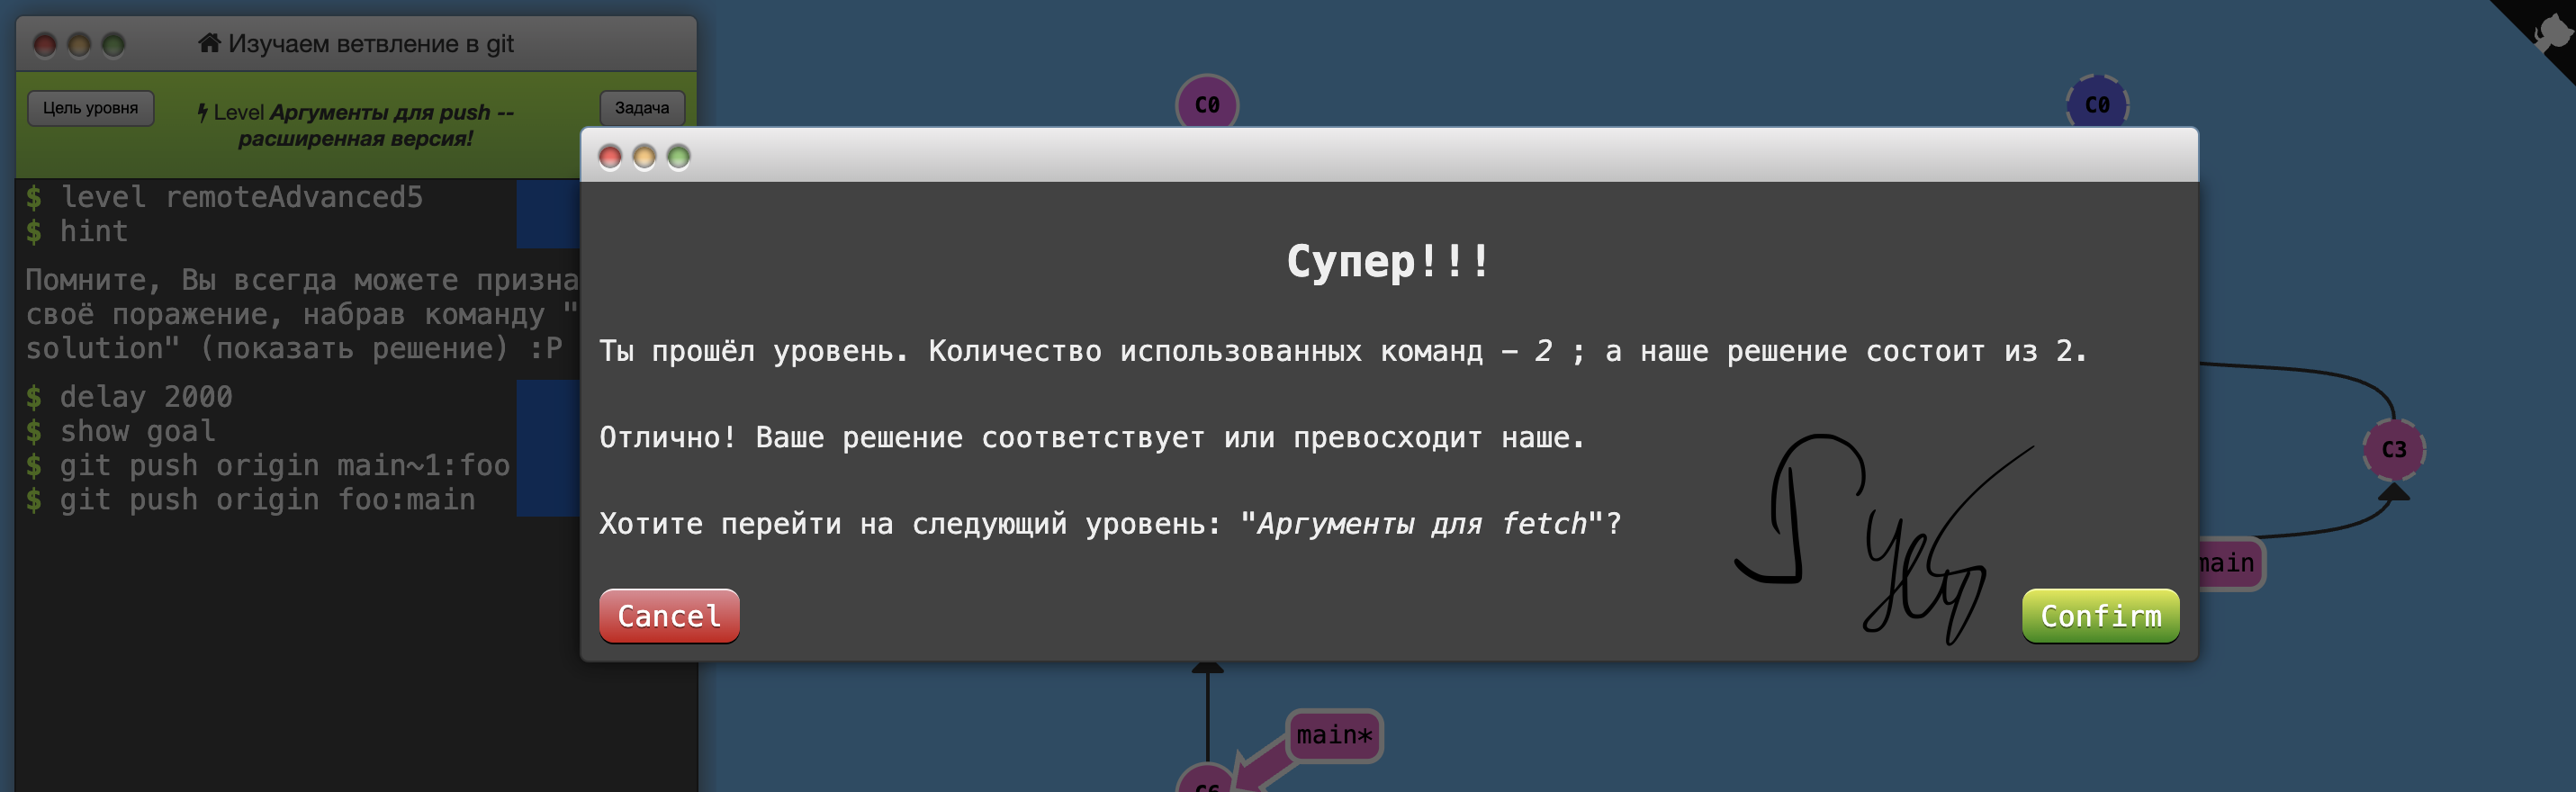 Изучаем ветвление в git
Цель уровня
Level Аргументы для push --
расширенная версия!
Задача
$ level remoteAdvanced5
$ hint
Помните, Вы всегда можете призна
своё поражение, набрав команду "
solution" (показать решение) :P
$ delay 2000
$ show goal
$ git push origin main~1:foo
$ git push origin foo:main
C0
C0
Супер!!!
Ты прошёл уровень. Количество использованных команд – 2 ; а наше решение состоит из 2.
Отлично! Ваше решение соответствует или превосходит наше.
Хотите перейти на следующий уровень: "Аргументы для fetch"?
Cancel
Confirm
C3
main
main*
C6